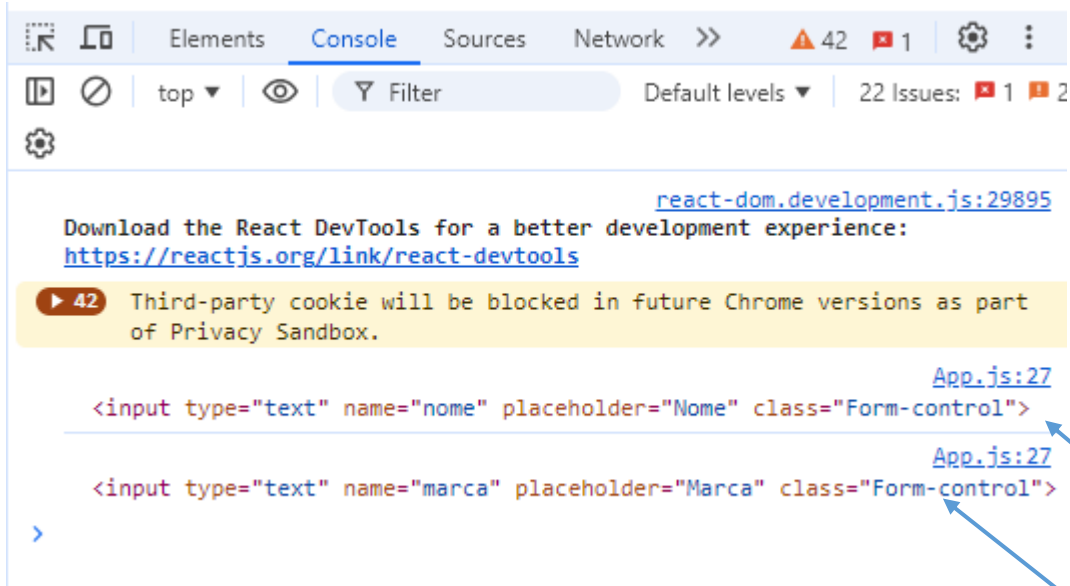 Elements Console Sources Network >> 42 1
top ▼ Filter Default levels ▼ 22 Issues: 1 2
react-dom.development.js:29895
Download the React DevTools for a better development experience:
https://reactjs.org/link/react-devtools
42 Third-party cookie will be blocked in future Chrome versions as part
of Privacy Sandbox.
App.js:27
<input type="text" name="nome" placeholder="Nome" class="Form-control">
App.js:27
<input type="text" name="marca" placeholder="Marca" class="Form-control">
>